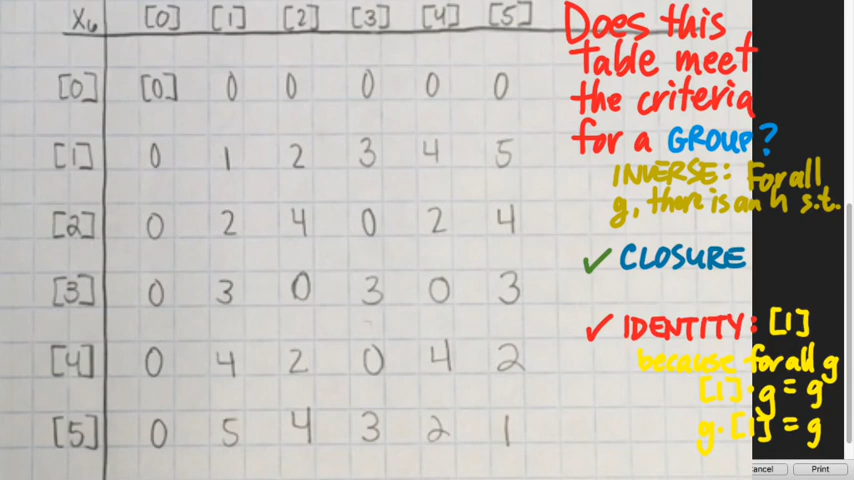 X6 [0] [1] [2] [3] [4] [5]
[0] [0] 0 0 0 0 0
[1] 0 1 2 3 4 5
[2] 0 2 4 0 2 4
[3] 0 3 0 3 0 3
[4] 0 4 2 0 4 2
[5] 0 5 4 3 2 1
Does this
table meet
the criteria
for a GROUP?
INVERSE: For all
g, there is an h s.t.
✓ CLOSURE
✓ IDENTITY: [1]
because for all g
[1]·g = g
g·[1] = g
Print